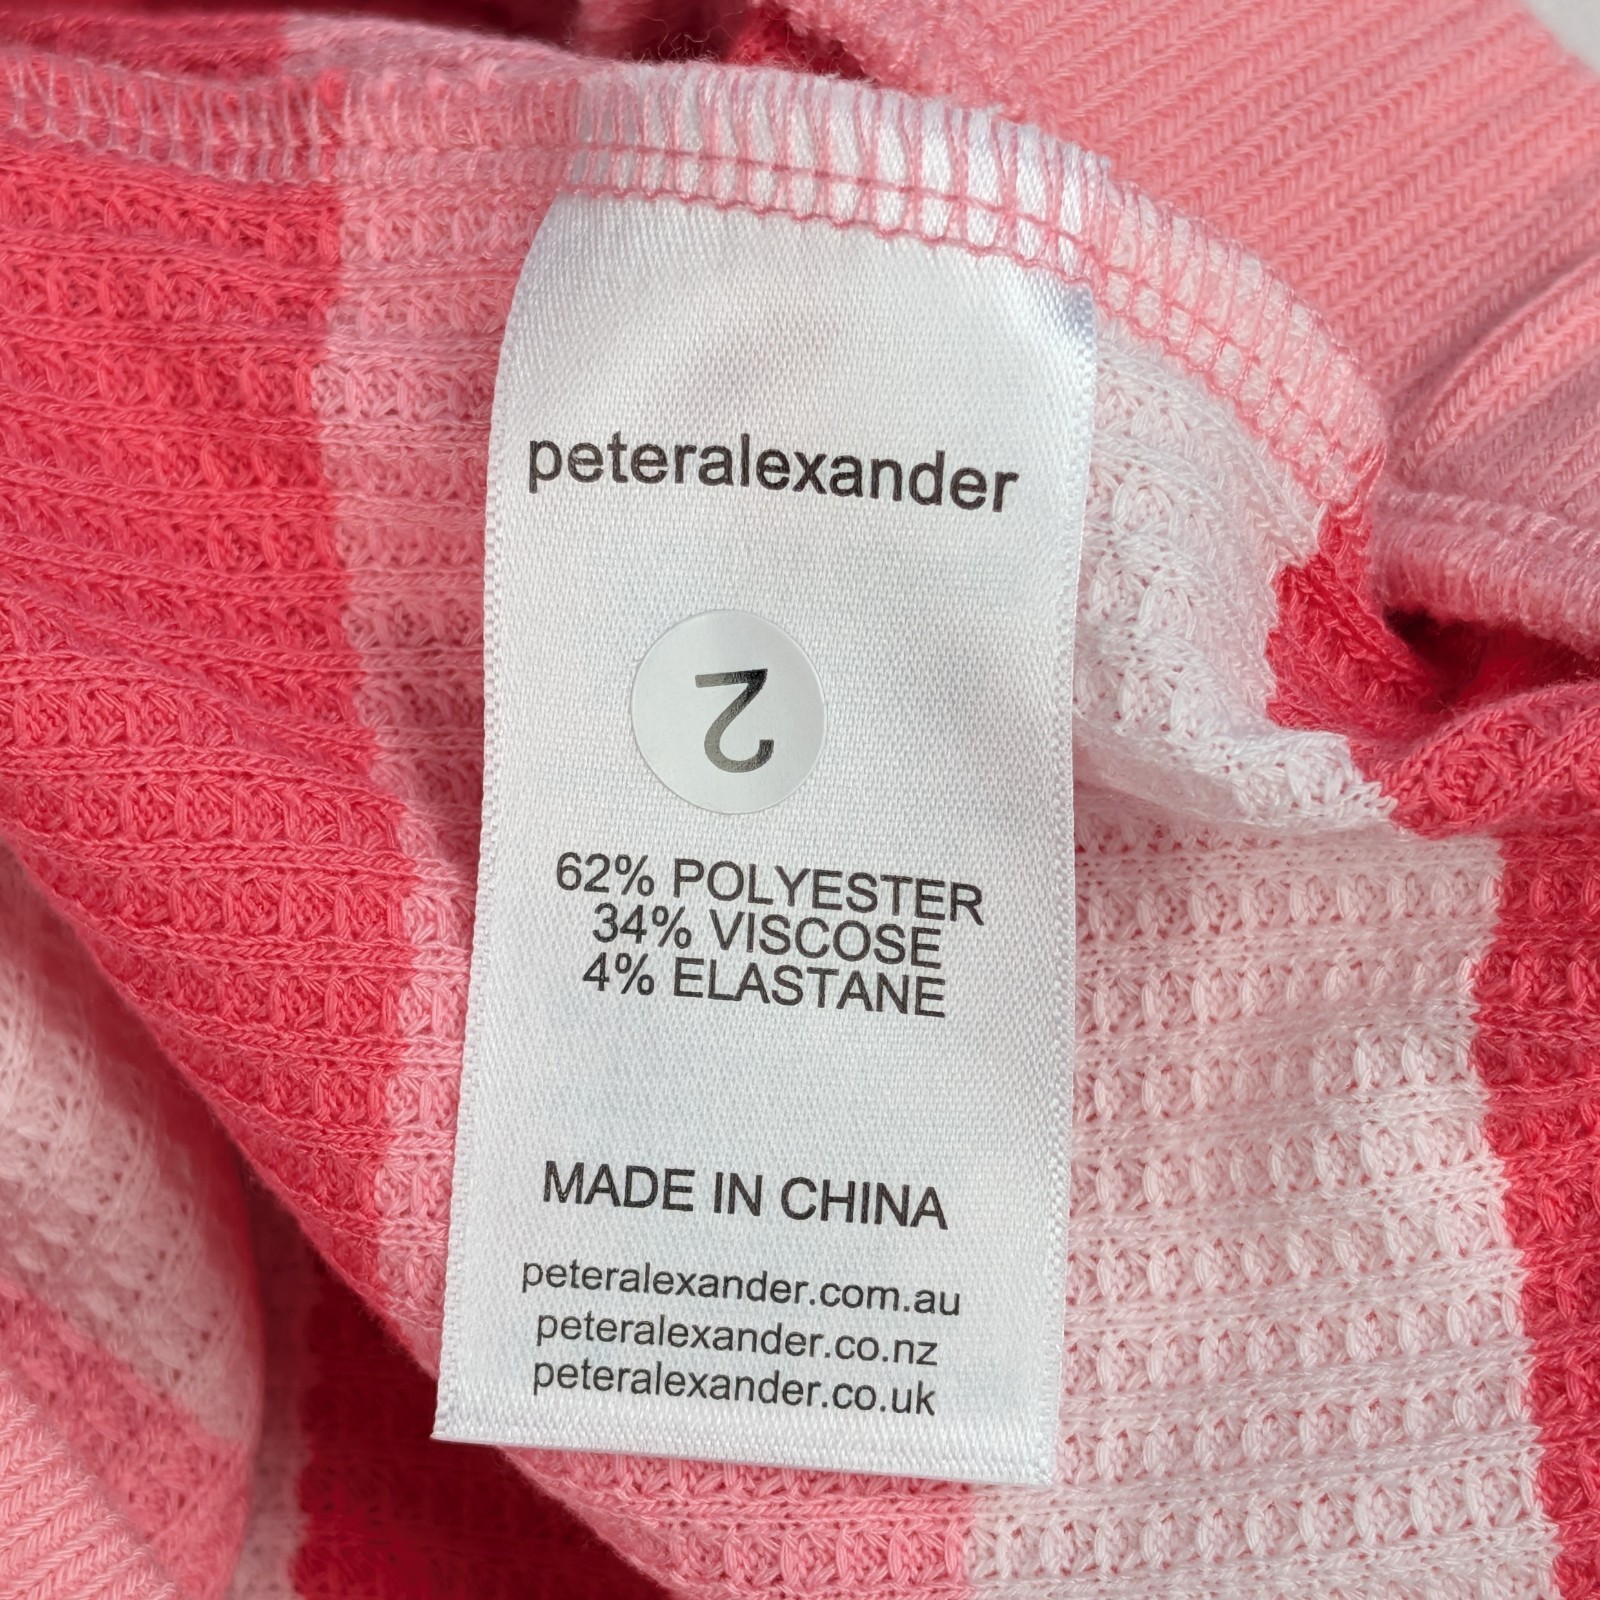 peteralexander
2
62% POLYESTER
34% VISCOSE
4% ELASTANE
MADE IN CHINA
peteralexander.com.au
peteralexander.co.nz
peteralexander.co.uk